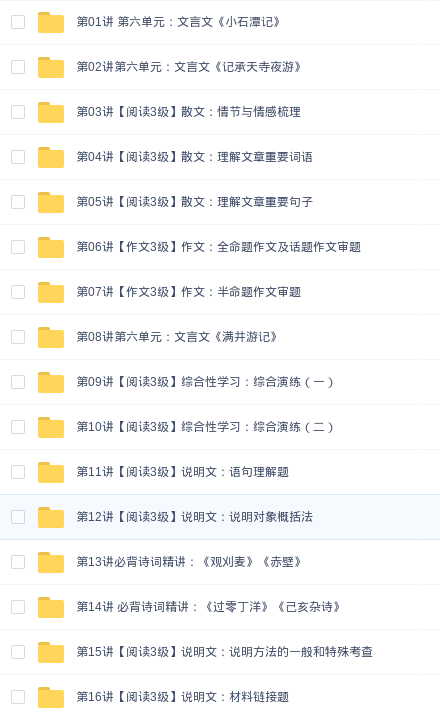 第01讲 第六单元：文言文《小石潭记》
第02讲第六单元：文言文《记承天寺夜游》
第03讲【阅读3级】散文：情节与情感梳理
第04讲【阅读3级】散文：理解文章重要词语
第05讲【阅读3级】散文：理解文章重要句子
第06讲【作文3级】作文：全命题作文及话题作文审题
第07讲【作文3级】作文：半命题作文审题
第08讲第六单元：文言文《满井游记》
第09讲【阅读3级】综合性学习：综合演练（一）
第10讲【阅读3级】综合性学习：综合演练（二）
第11讲【阅读3级】说明文：语句理解题
第12讲【阅读3级】说明文：说明对象概括法
第13讲必背诗词精讲：《观刈麦》《赤壁》
第14讲 必背诗词精讲：《过零丁洋》《己亥杂诗》
第15讲【阅读3级】说明文：说明方法的一般和特殊考查
第16讲【阅读3级】说明文：材料链接题